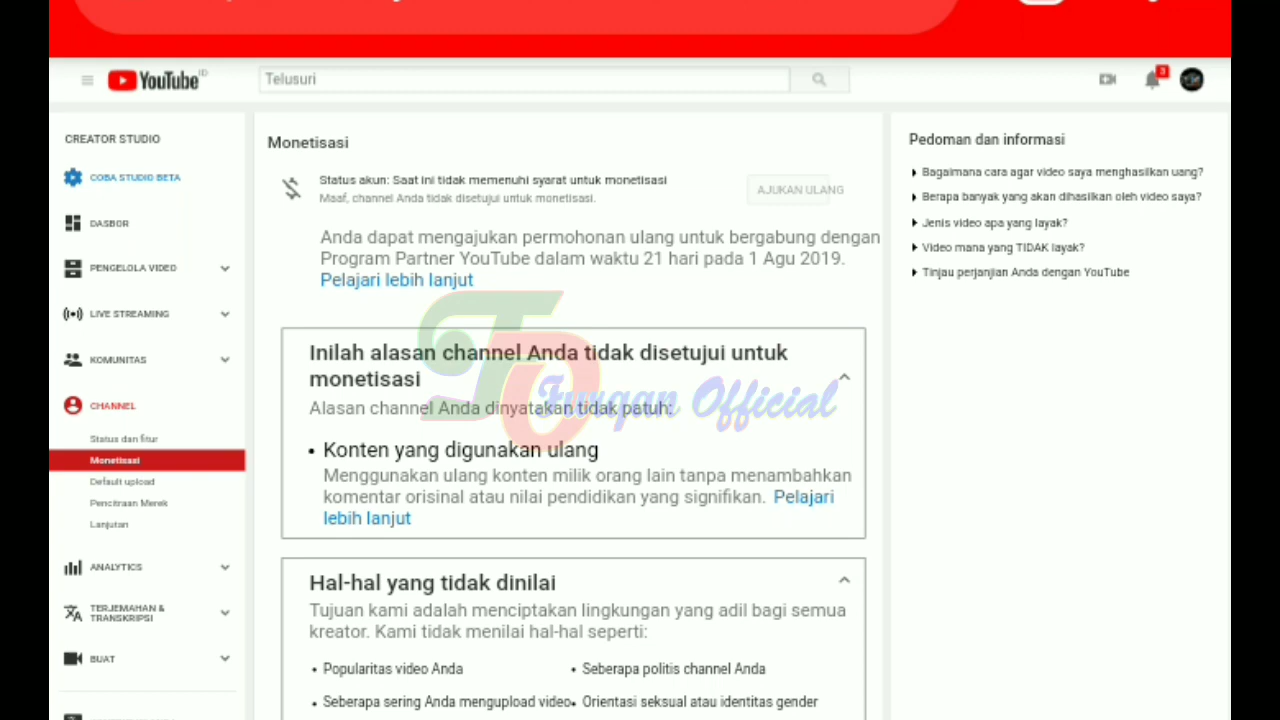 YouTube ID
Telusuri
3
CREATOR STUDIO
COBA STUDIO BETA
DASBOR
PENGELOLA VIDEO
LIVE STREAMING
KOMUNITAS
CHANNEL
Status dan fitur
Monetisasi
Default upload
Pencitraan Merek
Lanjutan
ANALYTICS
TERJEMAHAN &
TRANSKRIPSI
BUAT
Monetisasi
Status akun: Saat ini tidak memenuhi syarat untuk monetisasi
Maaf, channel Anda tidak disetujui untuk monetisasi.
AJUKAN ULANG
Anda dapat mengajukan permohonan ulang untuk bergabung dengan
Program Partner YouTube dalam waktu 21 hari pada 1 Agu 2019.
Pelajari lebih lanjut
Inilah alasan channel Anda tidak disetujui untuk
monetisasi
Alasan channel Anda dinyatakan tidak patuh:
Furqan Official
• Konten yang digunakan ulang
Menggunakan ulang konten milik orang lain tanpa menambahkan
komentar orisinal atau nilai pendidikan yang signifikan. Pelajari
lebih lanjut
Hal-hal yang tidak dinilai
Tujuan kami adalah menciptakan lingkungan yang adil bagi semua
kreator. Kami tidak menilai hal-hal seperti:
• Popularitas video Anda
• Seberapa politis channel Anda
• Seberapa sering Anda mengupload video
• Orientasi seksual atau identitas gender
Pedoman dan informasi
Bagaimana cara agar video saya menghasilkan uang?
Berapa banyak yang akan dihasilkan oleh video saya?
Jenis video apa yang layak?
Video mana yang TIDAK layak?
Tinjau perjanjian Anda dengan YouTube